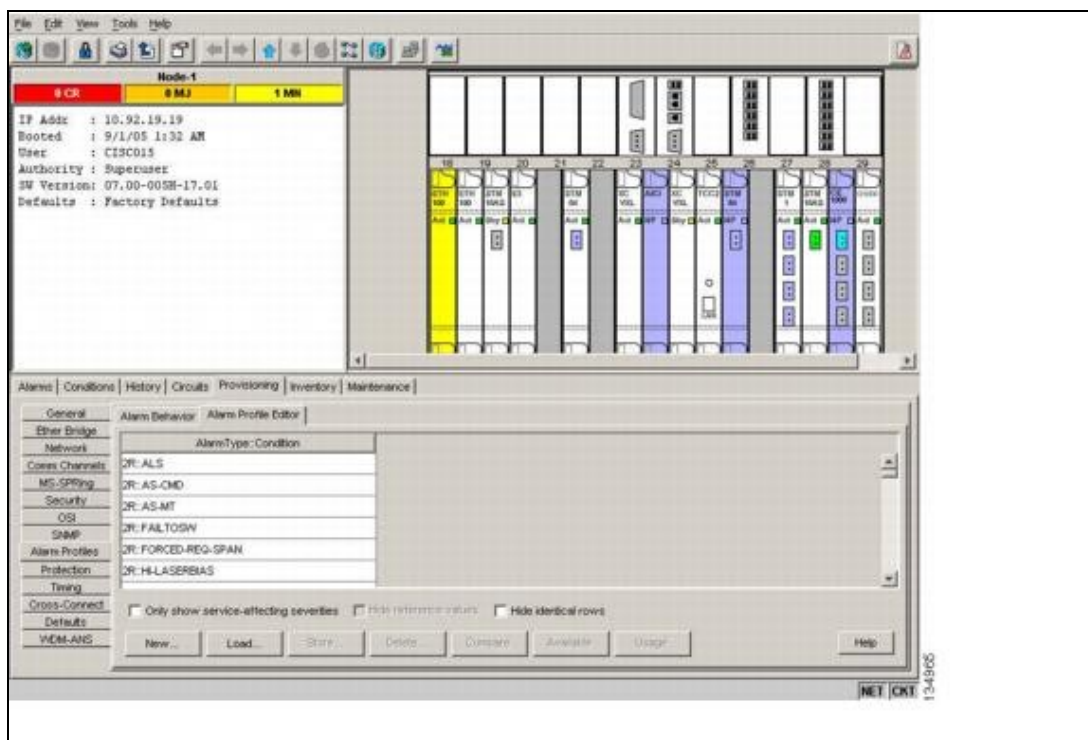 File Edit View Tools Help
Node-1
0 CR 0 MJ 1 MN
IP Addr : 10.92.19.19
Booted : 9/1/05 1:32 AM
User : CISCO15
Authority : Superuser
SW Version: 07.00-005H-17.01
Defaults : Factory Defaults
18 19 20 21 22 23 24 25 26 27 28 29
Alarms Conditions History Circuits Provisioning Inventory Maintenance
General
Ether Bridge
Network
Comms Channels
MS-SPRing
Security
OSI
SNMP
Alarm Profiles
Protection
Timing
Cross-Connect
Defaults
WDM-ANS
Alarm Behavior Alarm Profile Editor
AlarmType::Condition
2R::ALS
2R::AS-CMD
2R::AS-MT
2R::FAILTOSW
2R::FORCED-REQ-SPAN
2R::HI-LASERBIAS
Only show service-affecting severities Hide reference values Hide identical rows
New... Load... Store... Delete Compare Available Usage Help
NET CKT
134965